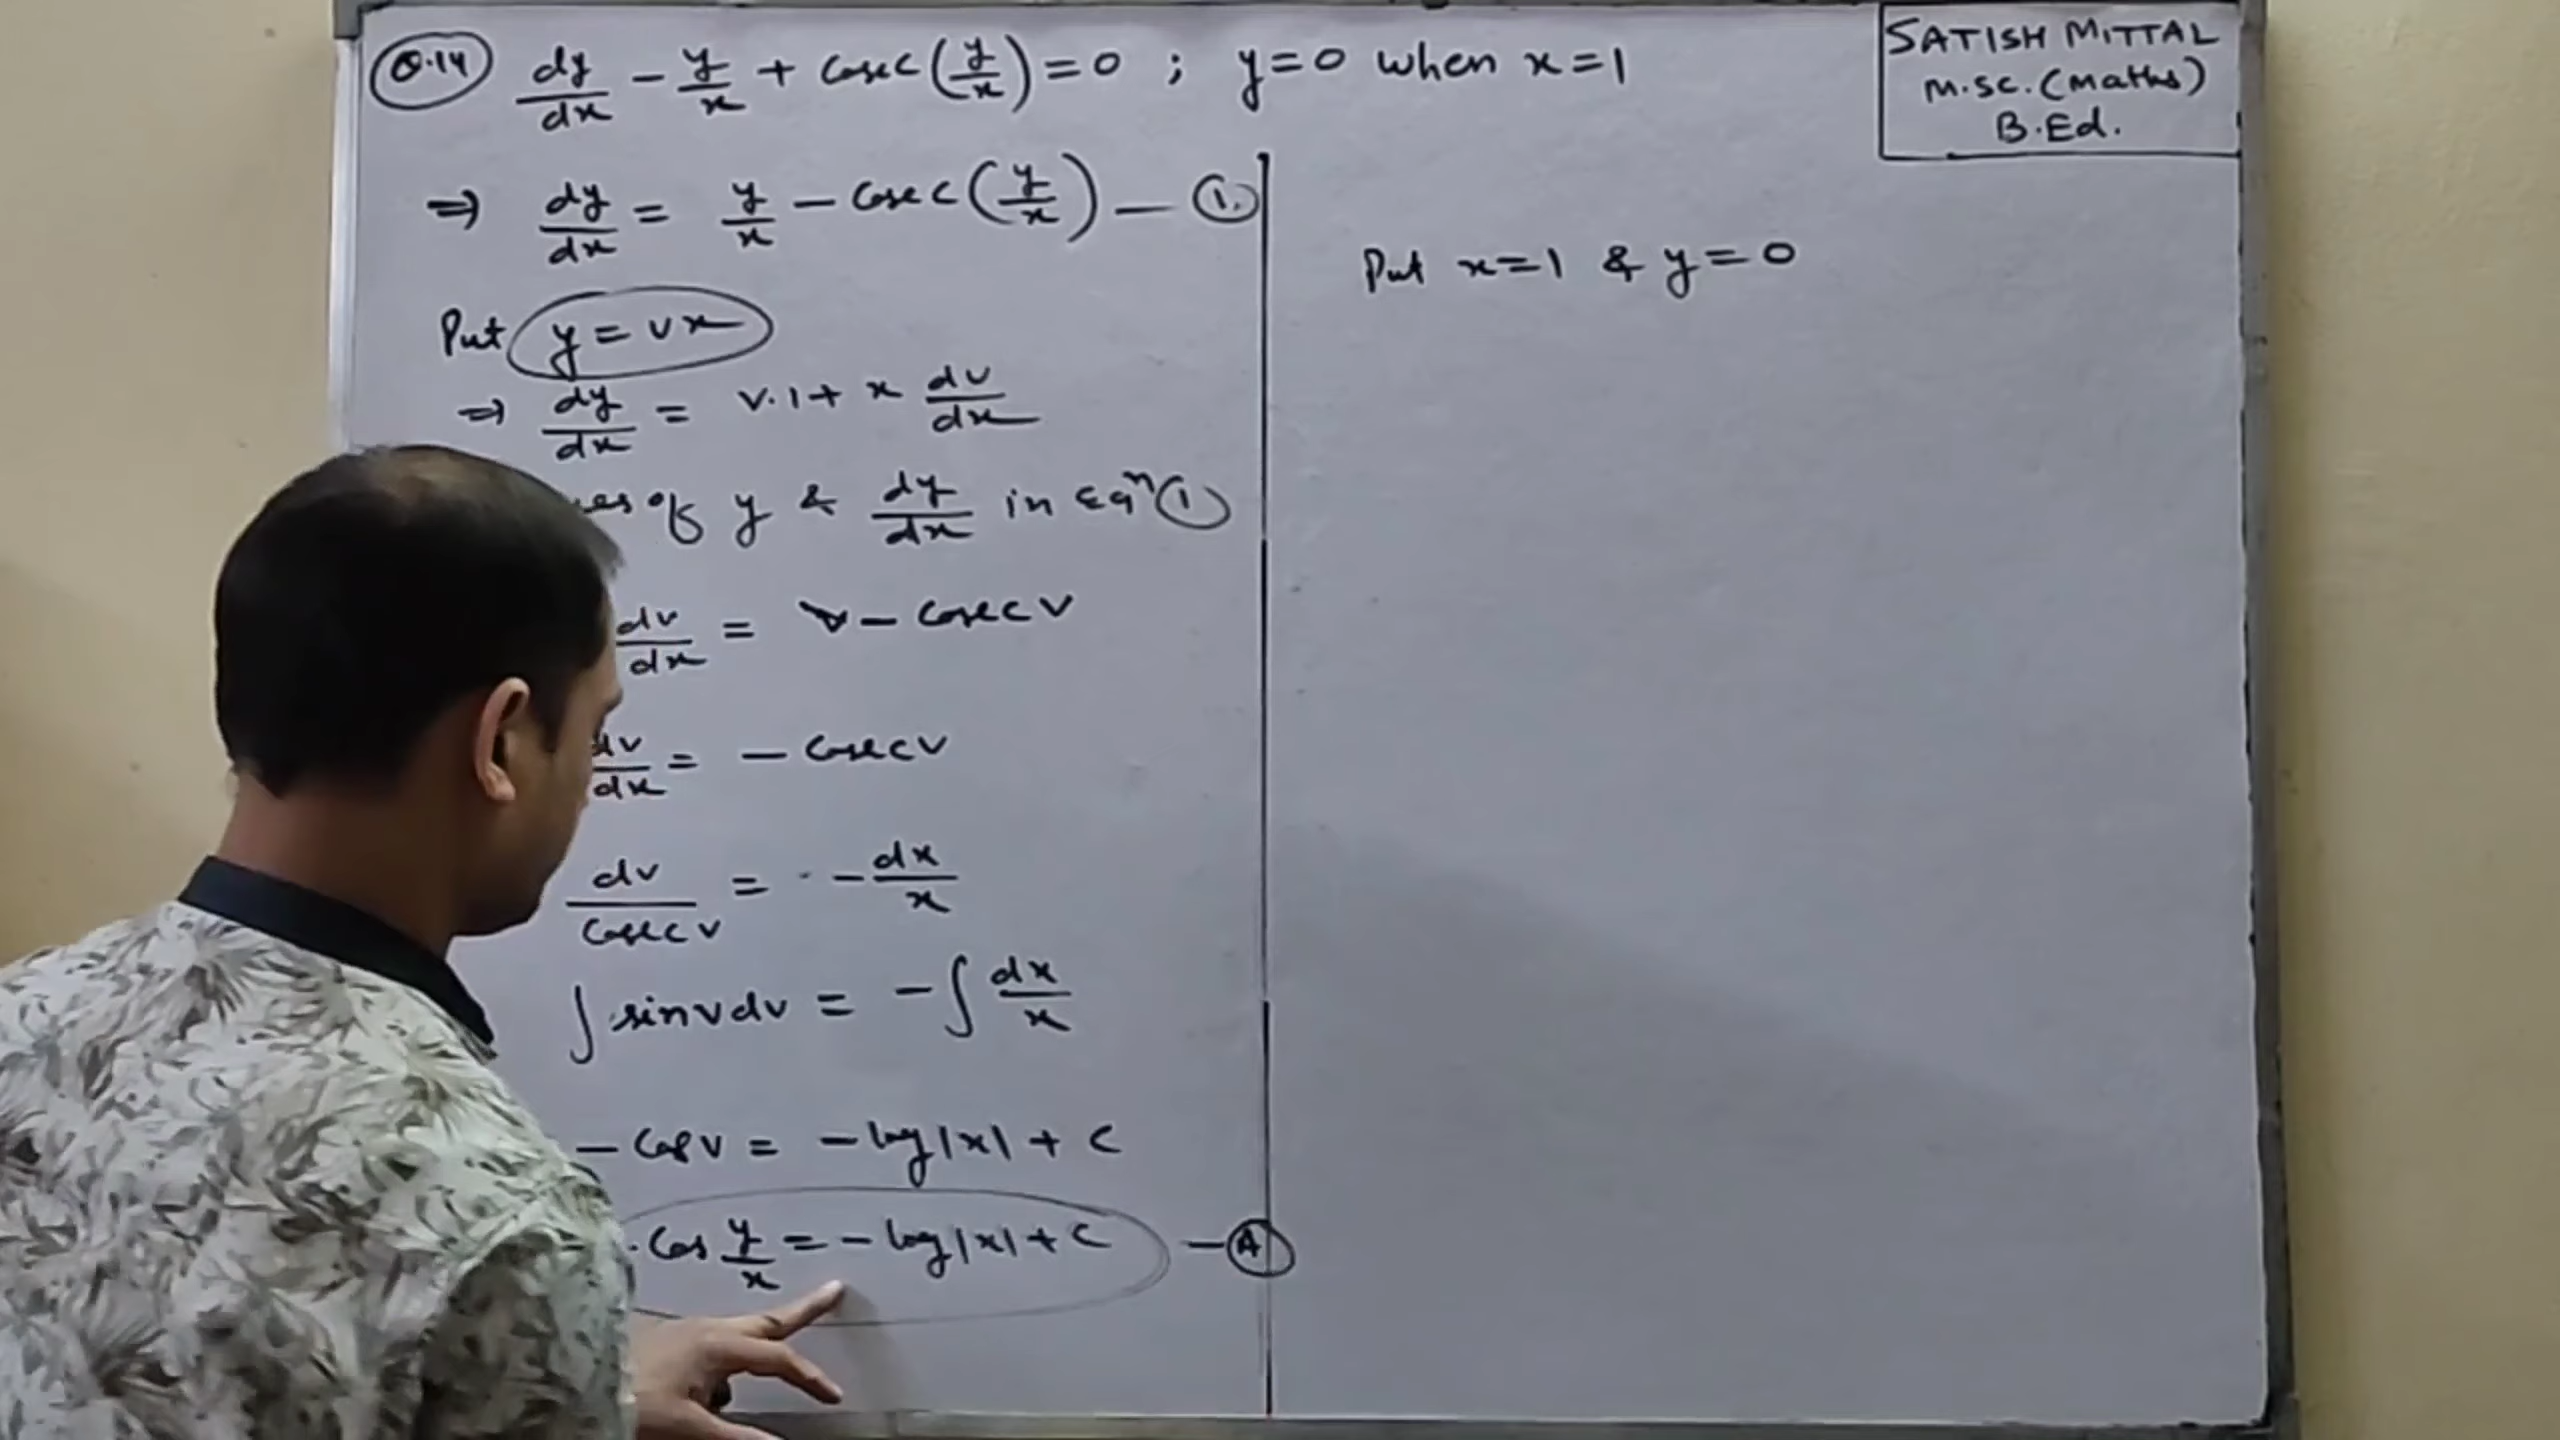 Q.14 dy/dx - y/x + cosec(y/x) = 0 ; y=0 when x=1
SATISH MITTAL
M.SC. (Maths)
B.Ed.
⇒ dy/dx = y/x - cosec(y/x) — ①
Put y = vx
⇒ dy/dx = v.1 + x dv/dx
of y & dy/dx in Eqⁿ ①
dv/dx = v - cosec v
dv/dx = - cosec v
dv/cosec v = - dx/x
∫ sinv dv = - ∫ dx/x
- cos v = - log|x| + c
cos y/x = - log|x| + c — Ⓐ
Put x=1 & y=0